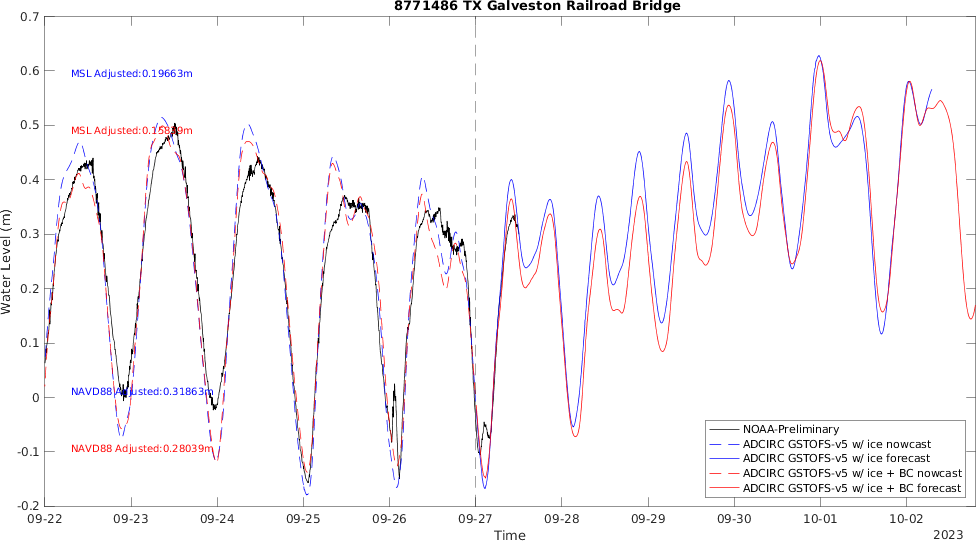 8771486 TX Galveston Railroad Bridge
0.7
0.6
0.5
0.4
0.3
0.2
0.1
0
-0.1
-0.2
Water Level (m)
MSL Adjusted:0.19663m
MSL Adjusted:
NAVD88 Adjusted:0.31863m
NAVD88 Adjusted:0.28039m
NOAA-Preliminary
ADCIRC GSTOFS-v5 w/ ice nowcast
ADCIRC GSTOFS-v5 w/ ice forecast
ADCIRC GSTOFS-v5 w/ ice + BC nowcast
ADCIRC GSTOFS-v5 w/ ice + BC forecast
09-22 09-23 09-24 09-25 09-26 09-27 09-28 09-29 09-30 10-01 10-02
Time
2023